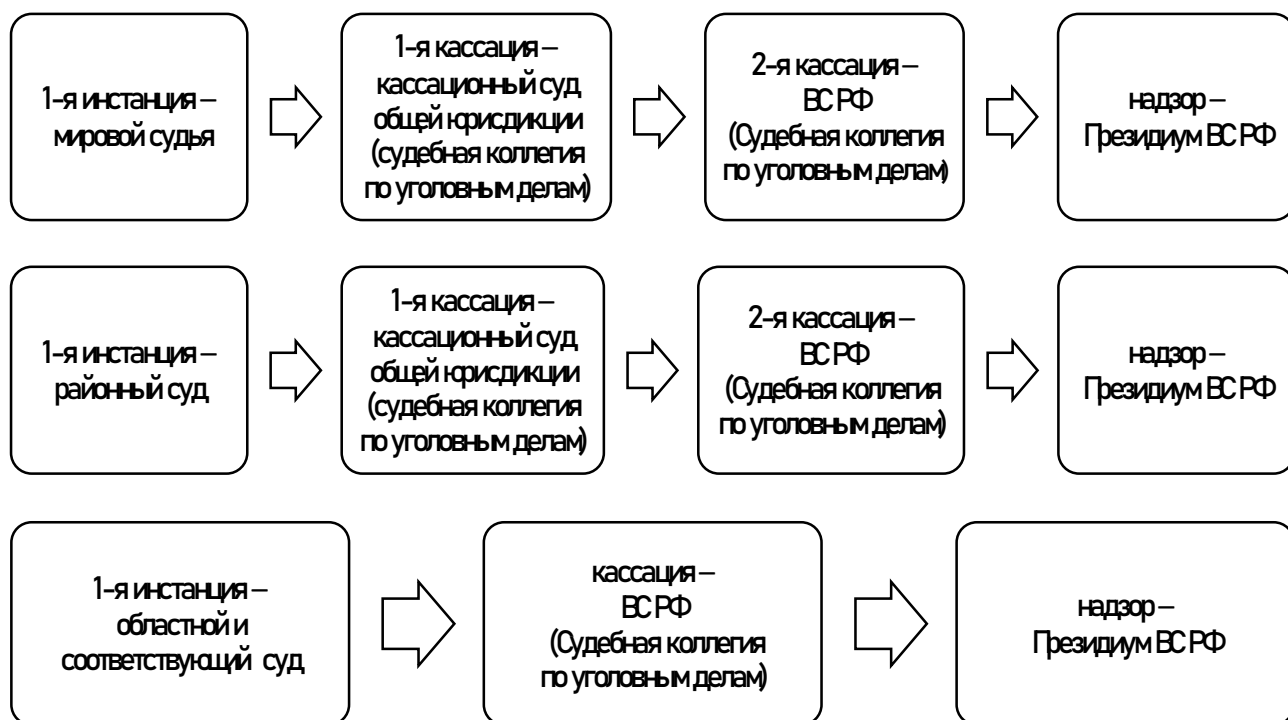 1-я инстанция –
мировой судья
1-я кассация –
кассационный суд
общей юрисдикции
(судебная коллегия
по уголовным делам)
2-я кассация –
ВС РФ
(Судебная коллегия
по уголовным делам)
надзор –
Президиум ВС РФ
1-я инстанция –
районный суд
1-я кассация –
кассационный суд
общей юрисдикции
(судебная коллегия
по уголовным делам)
2-я кассация –
ВС РФ
(Судебная коллегия
по уголовным делам)
надзор –
Президиум ВС РФ
1-я инстанция –
областной и
соответствующий суд
кассация –
ВС РФ
(Судебная коллегия
по уголовным делам)
надзор –
Президиум ВС РФ